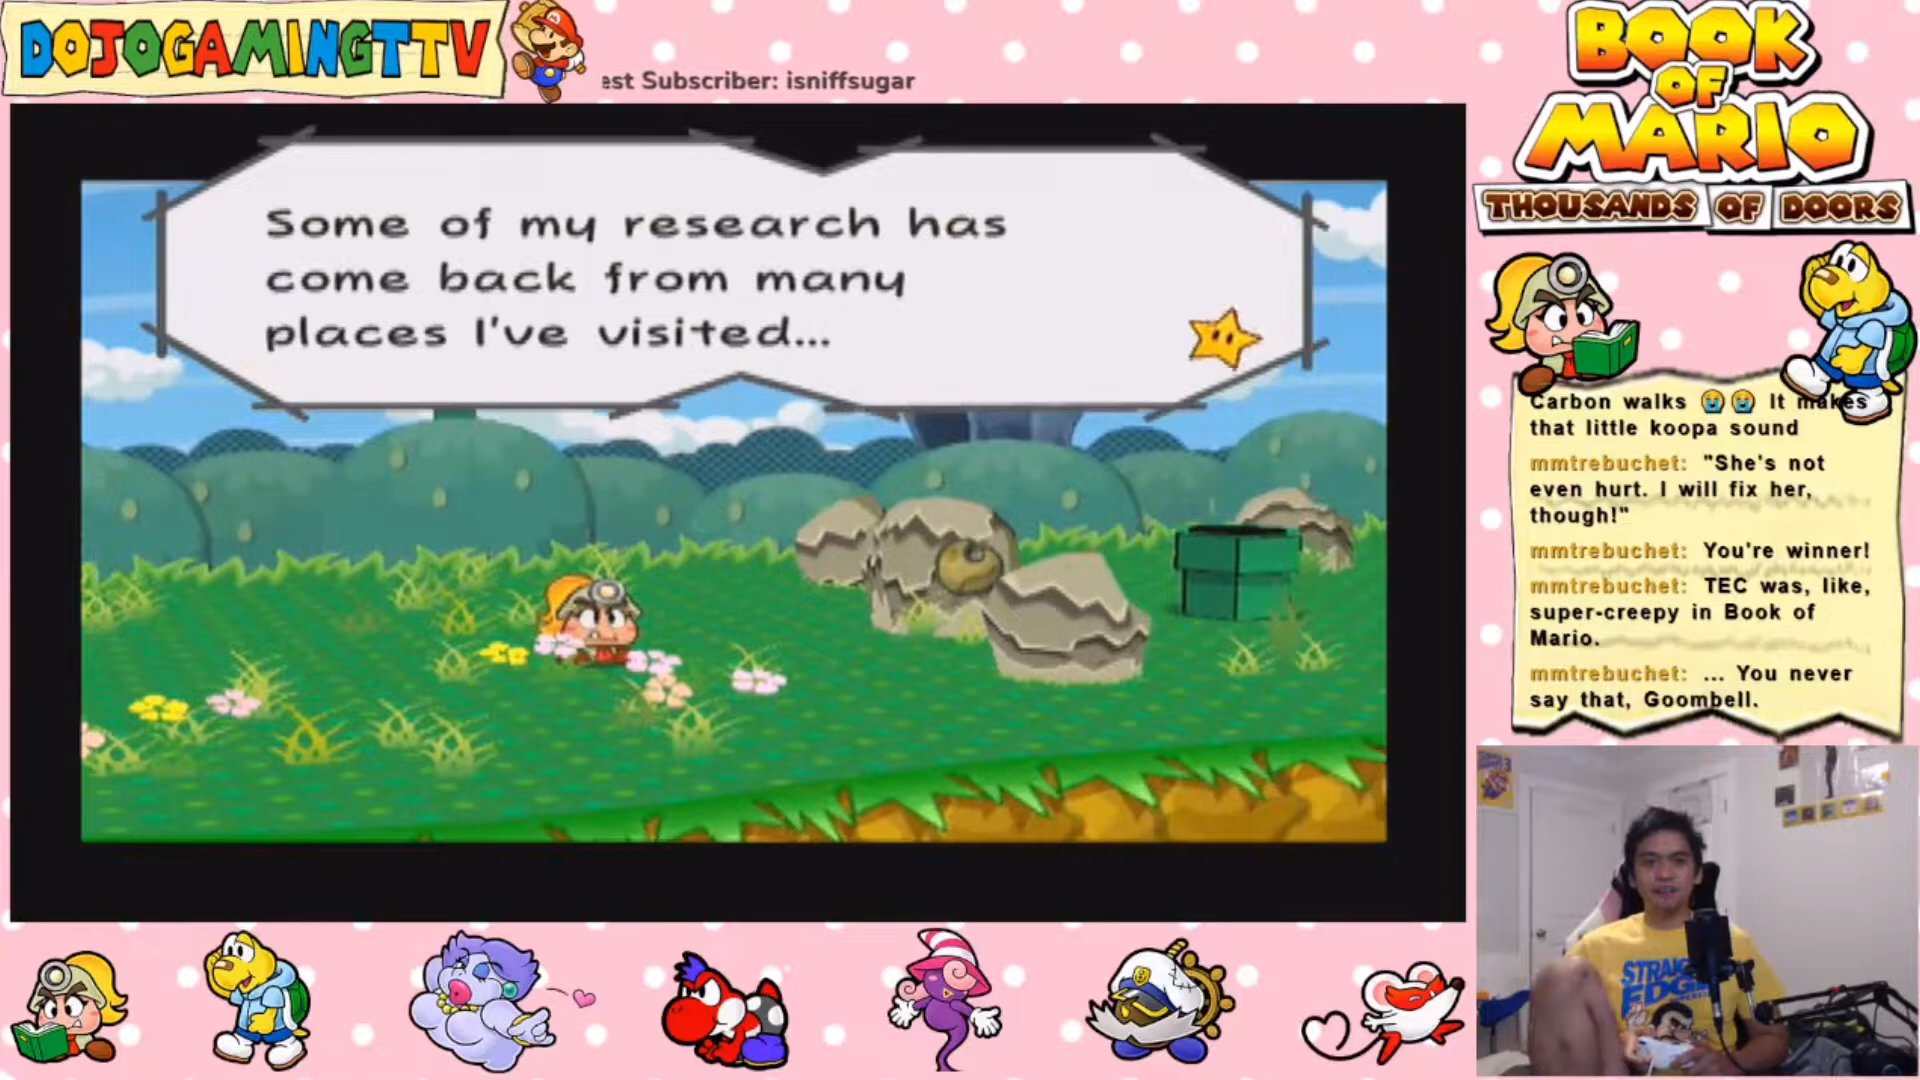 DOJOGAMINGTTV
est Subscriber: isniffsugar
BOOK
OF
MARIO
THOUSANDS OF DOORS
Some of my research has
come back from many
places I've visited...
Carbon walks 😭😭 It makes
that little koopa sound
mmtrebuchet: "She's not
even hurt. I will fix her,
though!"
mmtrebuchet: You're winner!
mmtrebuchet: TEC was, like,
super-creepy in Book of
Mario.
mmtrebuchet: ... You never
say that, Goombell.
STRAIGHT
EDGE